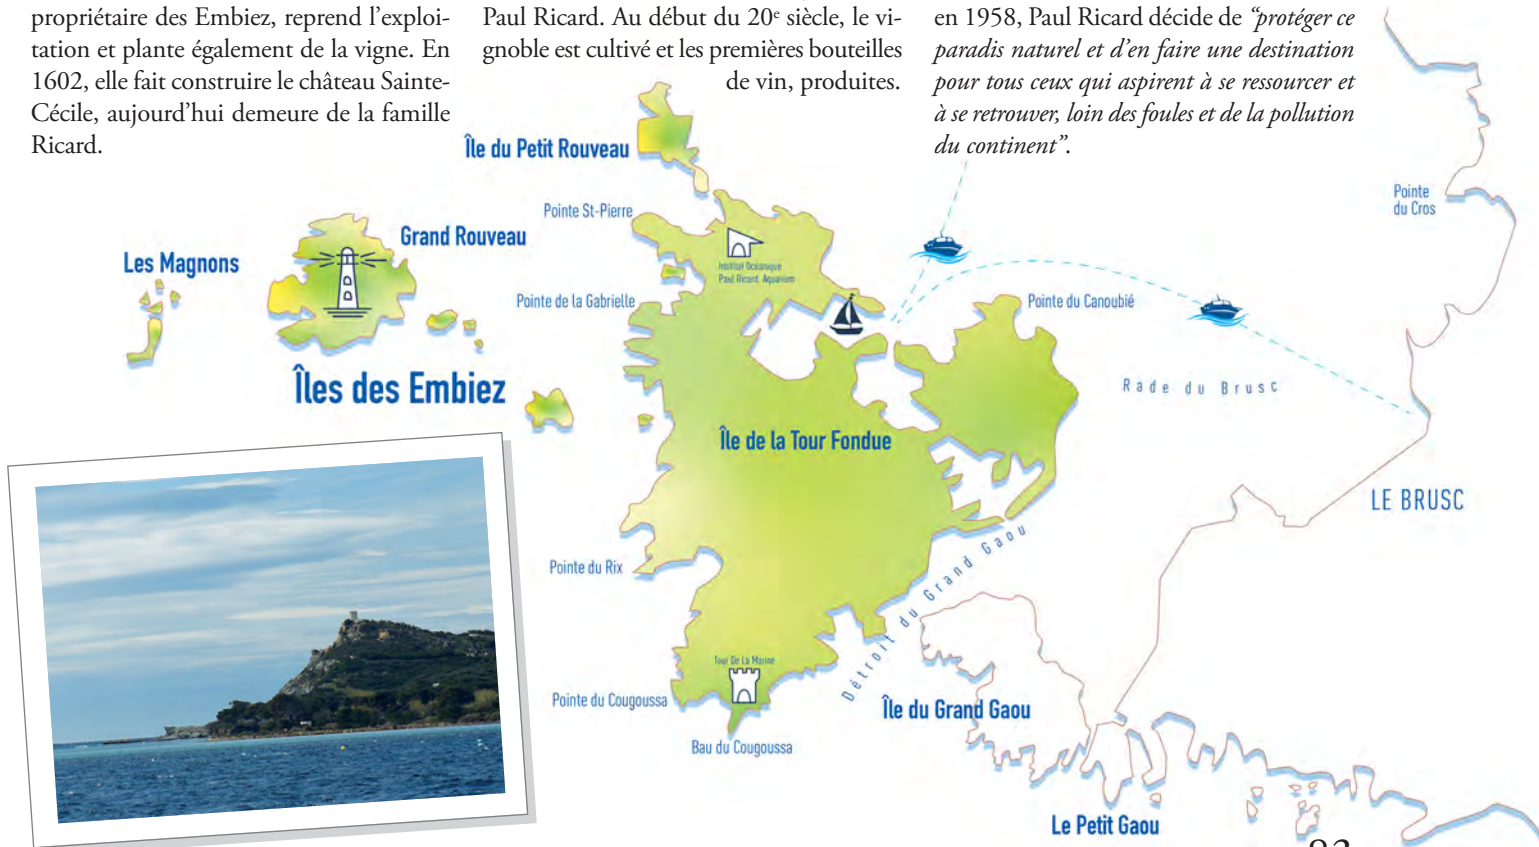 propriétaire des Embiez, reprend l’exploi-
tation et plante également de la vigne. En
1602, elle fait construire le château Sainte-
Cécile, aujourd’hui demeure de la famille
Ricard.
Paul Ricard. Au début du 20e siècle, le vi-
gnoble est cultivé et les premières bouteilles
de vin, produites.
en 1958, Paul Ricard décide de “protéger ce
paradis naturel et d’en faire une destination
pour tous ceux qui aspirent à se ressourcer et
à se retrouver, loin des foules et de la pollution
du continent”.
Île du Petit Rouveau
Pointe St-Pierre
Grand Rouveau
Les Magnons
Institut Océanique
Paul Ricard. Aquarium
Pointe
du Cros
Pointe de la Gabrielle
Pointe du Canoubié
Îles des Embiez
Rade du Brusc
Île de la Tour Fondue
LE BRUSC
Pointe du Rix
Détroit du Grand Gaou
Tour De La Marine
Pointe du Cougoussa
Île du Grand Gaou
Bau du Cougoussa
Le Petit Gaou